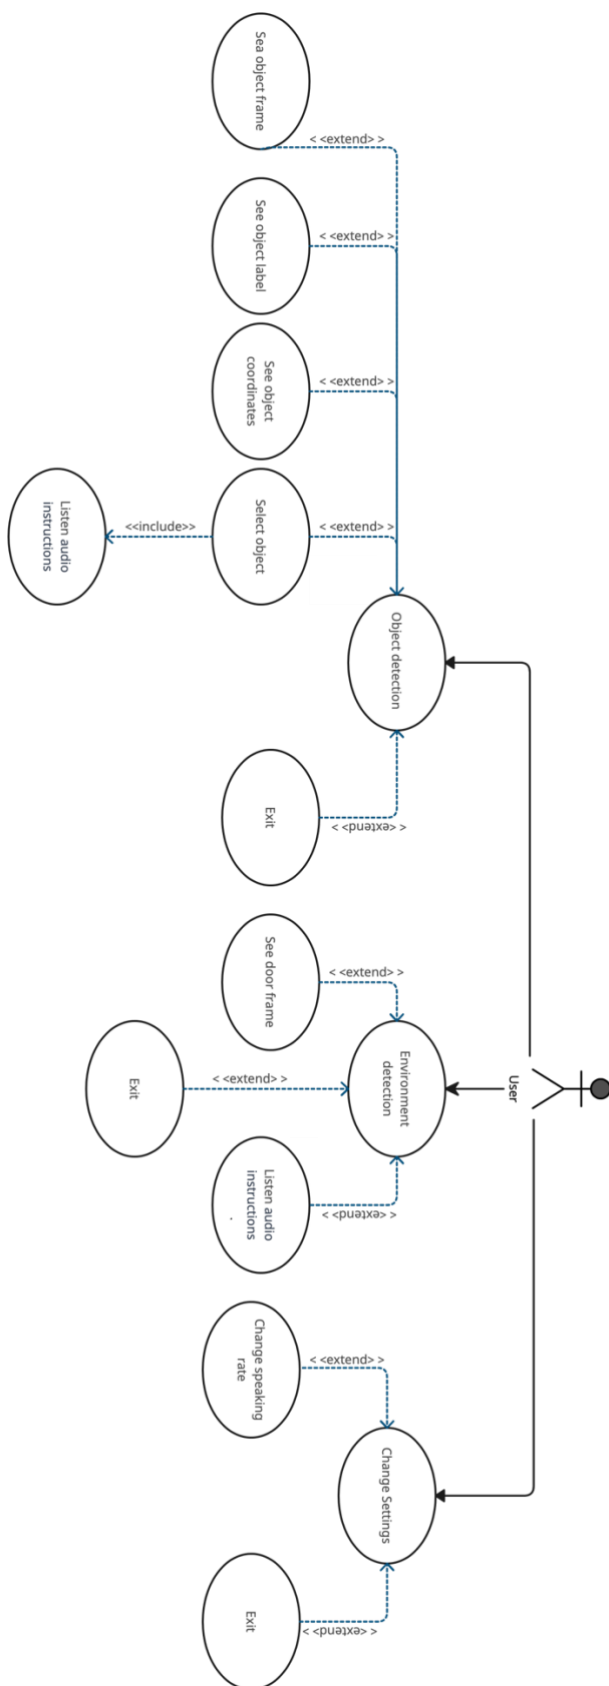 User
Object detection
Environment
detection
Change Settings
< <extend> >
< <extend> >
< <extend> >
< <extend> >
< <extend> >
< <extend> >
< <extend> >
< <extend> >
< <extend> >
< <extend> >
Sea object frame
See object label
See object
coordinates
Select object
Exit
See door frame
Exit
Listen audio
instructions
.
Change speaking
rate
Exit
<<include>>
Listen audio
instructions